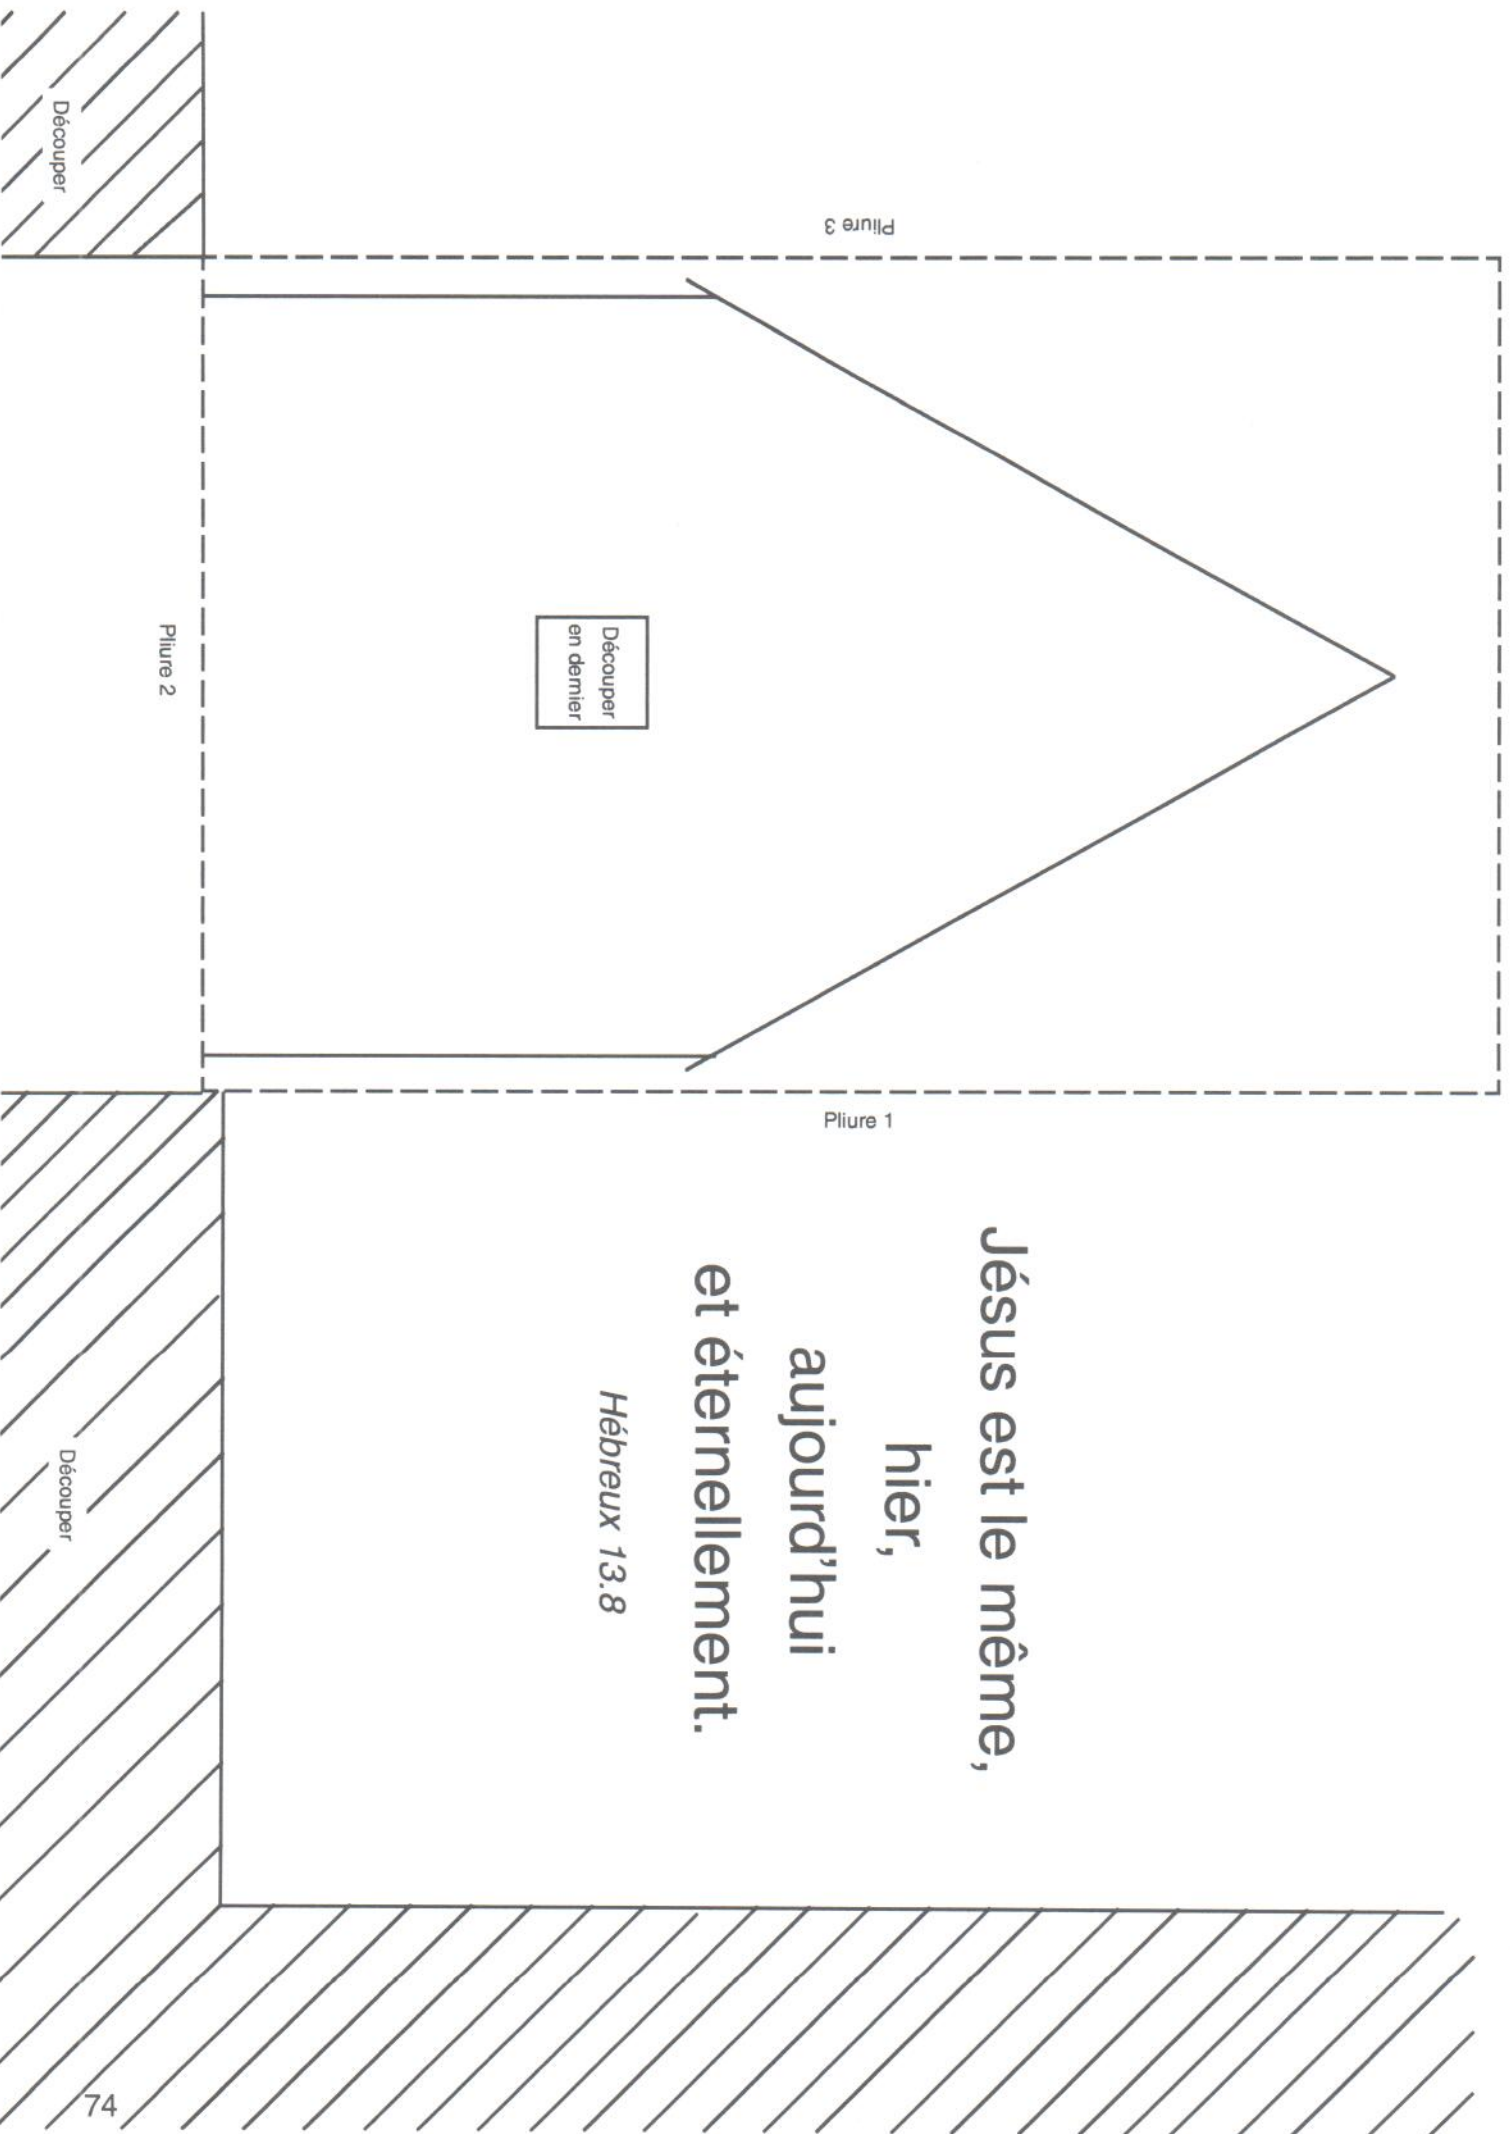 Découper
Pliure 3
Découper
en dernier
Pliure 2
Pliure 1
Jésus est le même,
hier,
aujourd'hui
et éternellement.
Hébreux 13.8
Découper
74